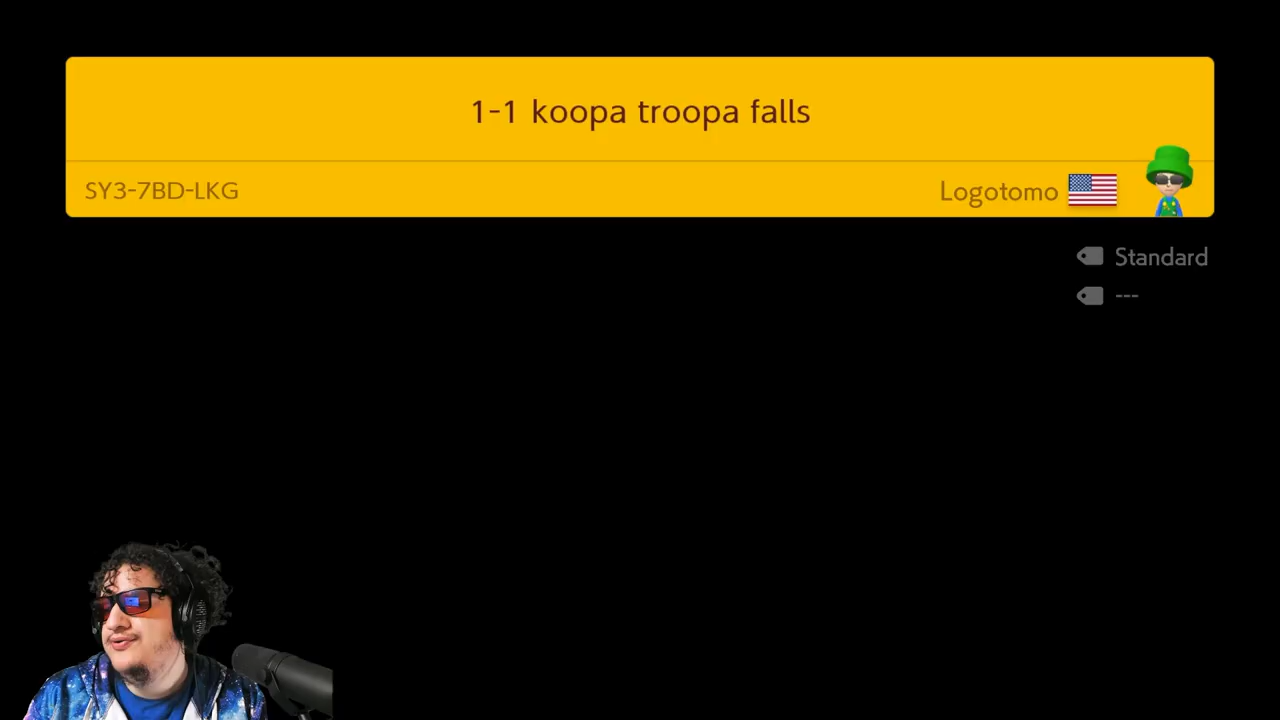 1-1 koopa troopa falls
SY3-7BD-LKG
Logotomo
Standard
---